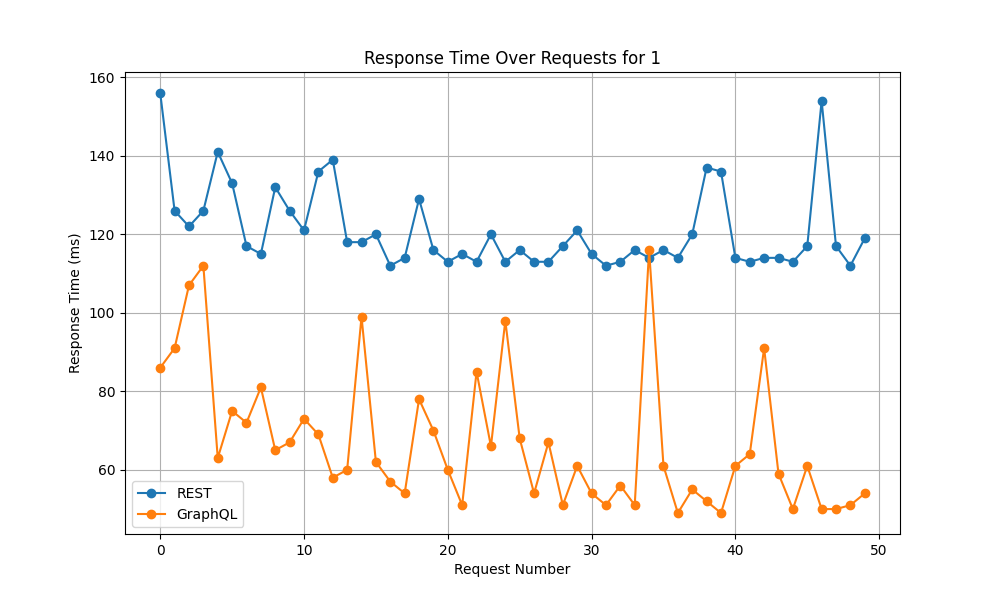 Response Time Over Requests for 1
Response Time (ms)
160
140
120
100
80
60
REST
GraphQL
0
10
20
30
40
50
Request Number